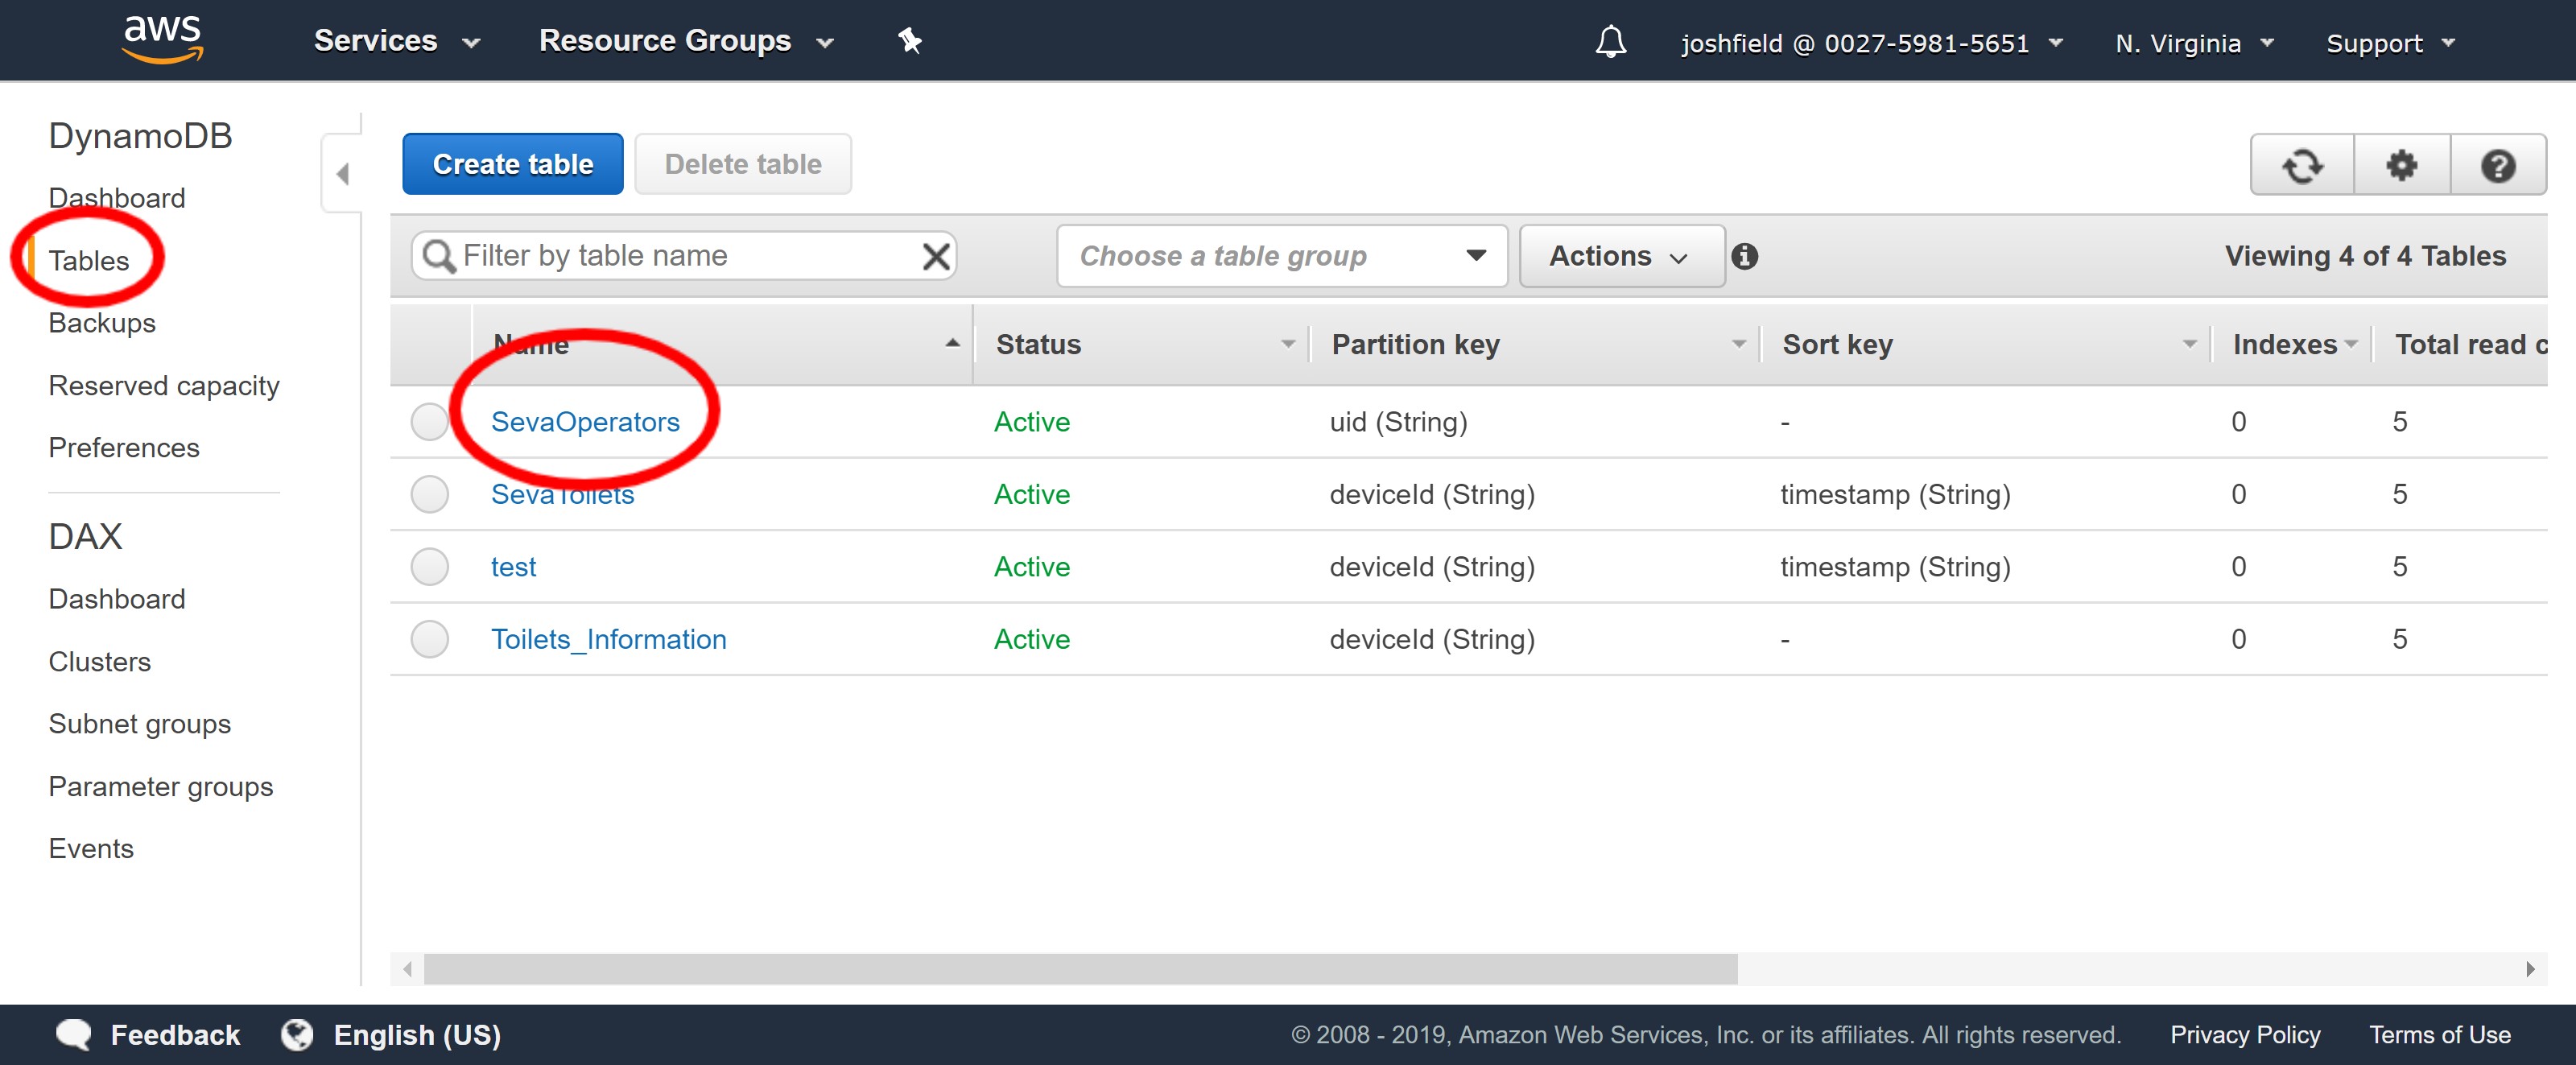 aws Services Resource Groups joshfield @ 0027-5981-5651 N. Virginia Support
DynamoDB
Dashboard
Tables
Backups
Reserved capacity
Preferences
DAX
Dashboard
Clusters
Subnet groups
Parameter groups
Events
Create table Delete table
Filter by table name Choose a table group Actions Viewing 4 of 4 Tables
Name Status Partition key Sort key Indexes Total read c
SevaOperators Active uid (String) - 0 5
SevaToilets Active deviceId (String) timestamp (String) 0 5
test Active deviceId (String) timestamp (String) 0 5
Toilets_Information Active deviceId (String) - 0 5
Feedback English (US) © 2008 - 2019, Amazon Web Services, Inc. or its affiliates. All rights reserved. Privacy Policy Terms of Use